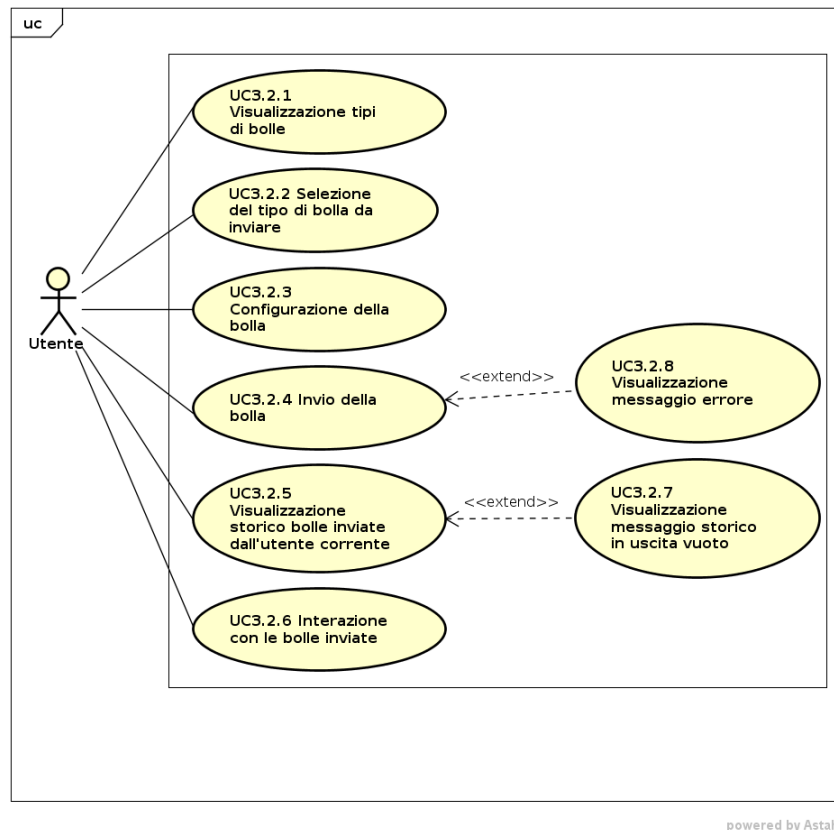 uc
UC3.2.1
Visualizzazione tipi
di bolle
UC3.2.2 Selezione
del tipo di bolla da
inviare
UC3.2.3
Configurazione della
bolla
Utente
UC3.2.4 Invio della
bolla
<<extend>>
UC3.2.8
Visualizzazione
messaggio errore
UC3.2.5
Visualizzazione
storico bolle inviate
dall'utente corrente
<<extend>>
UC3.2.7
Visualizzazione
messaggio storico
in uscita vuoto
UC3.2.6 Interazione
con le bolle inviate
powered by Astal